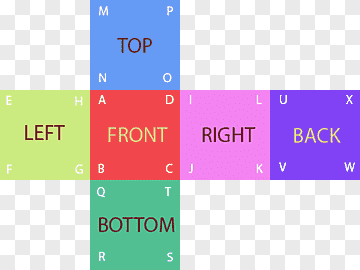 M P
TOP
N O
E H A D I L U X
LEFT FRONT RIGHT BACK
F G B C J K V W
Q T
BOTTOM
R S